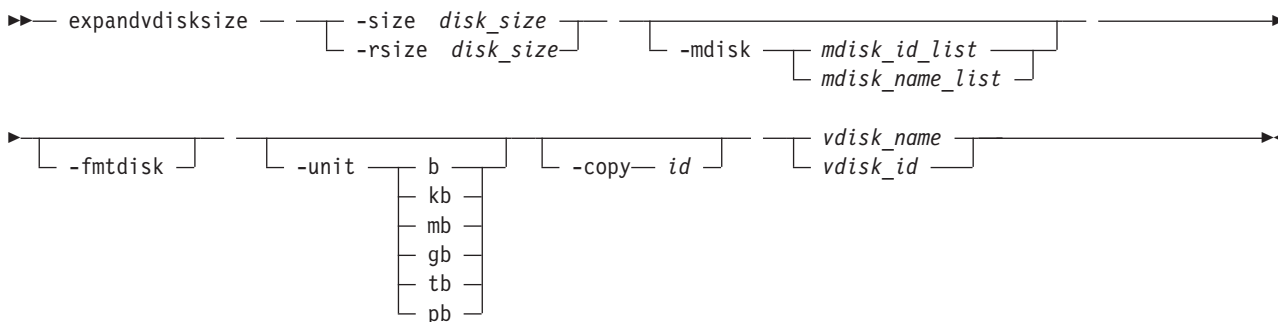 expandvdisksize -size disk_size
-rsize disk_size
-mdisk mdisk_id_list
mdisk_name_list
-fmtdisk -unit b -copy id vdisk_name
kb vdisk_id
mb
gb
tb
pb